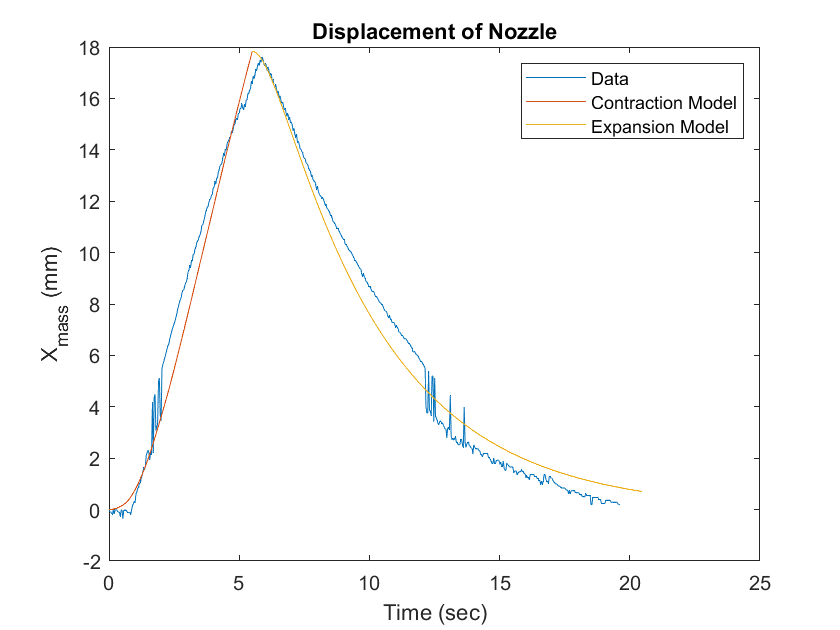 Displacement of Nozzle
18
16
14
12
10
8
6
4
2
0
-2
X_mass (mm)
Data
Contraction Model
Expansion Model
0 5 10 15 20 25
Time (sec)